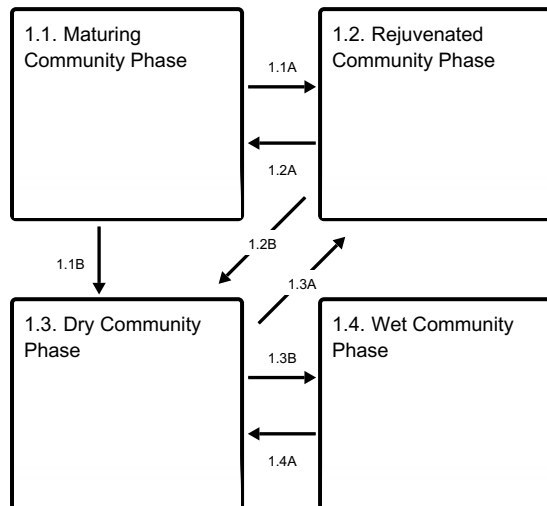 1.1. Maturing
Community Phase
1.2. Rejuvenated
Community Phase
1.1A
1.2A
1.1B
1.2B
1.3A
1.3. Dry Community
Phase
1.4. Wet Community
Phase
1.3B
1.4A